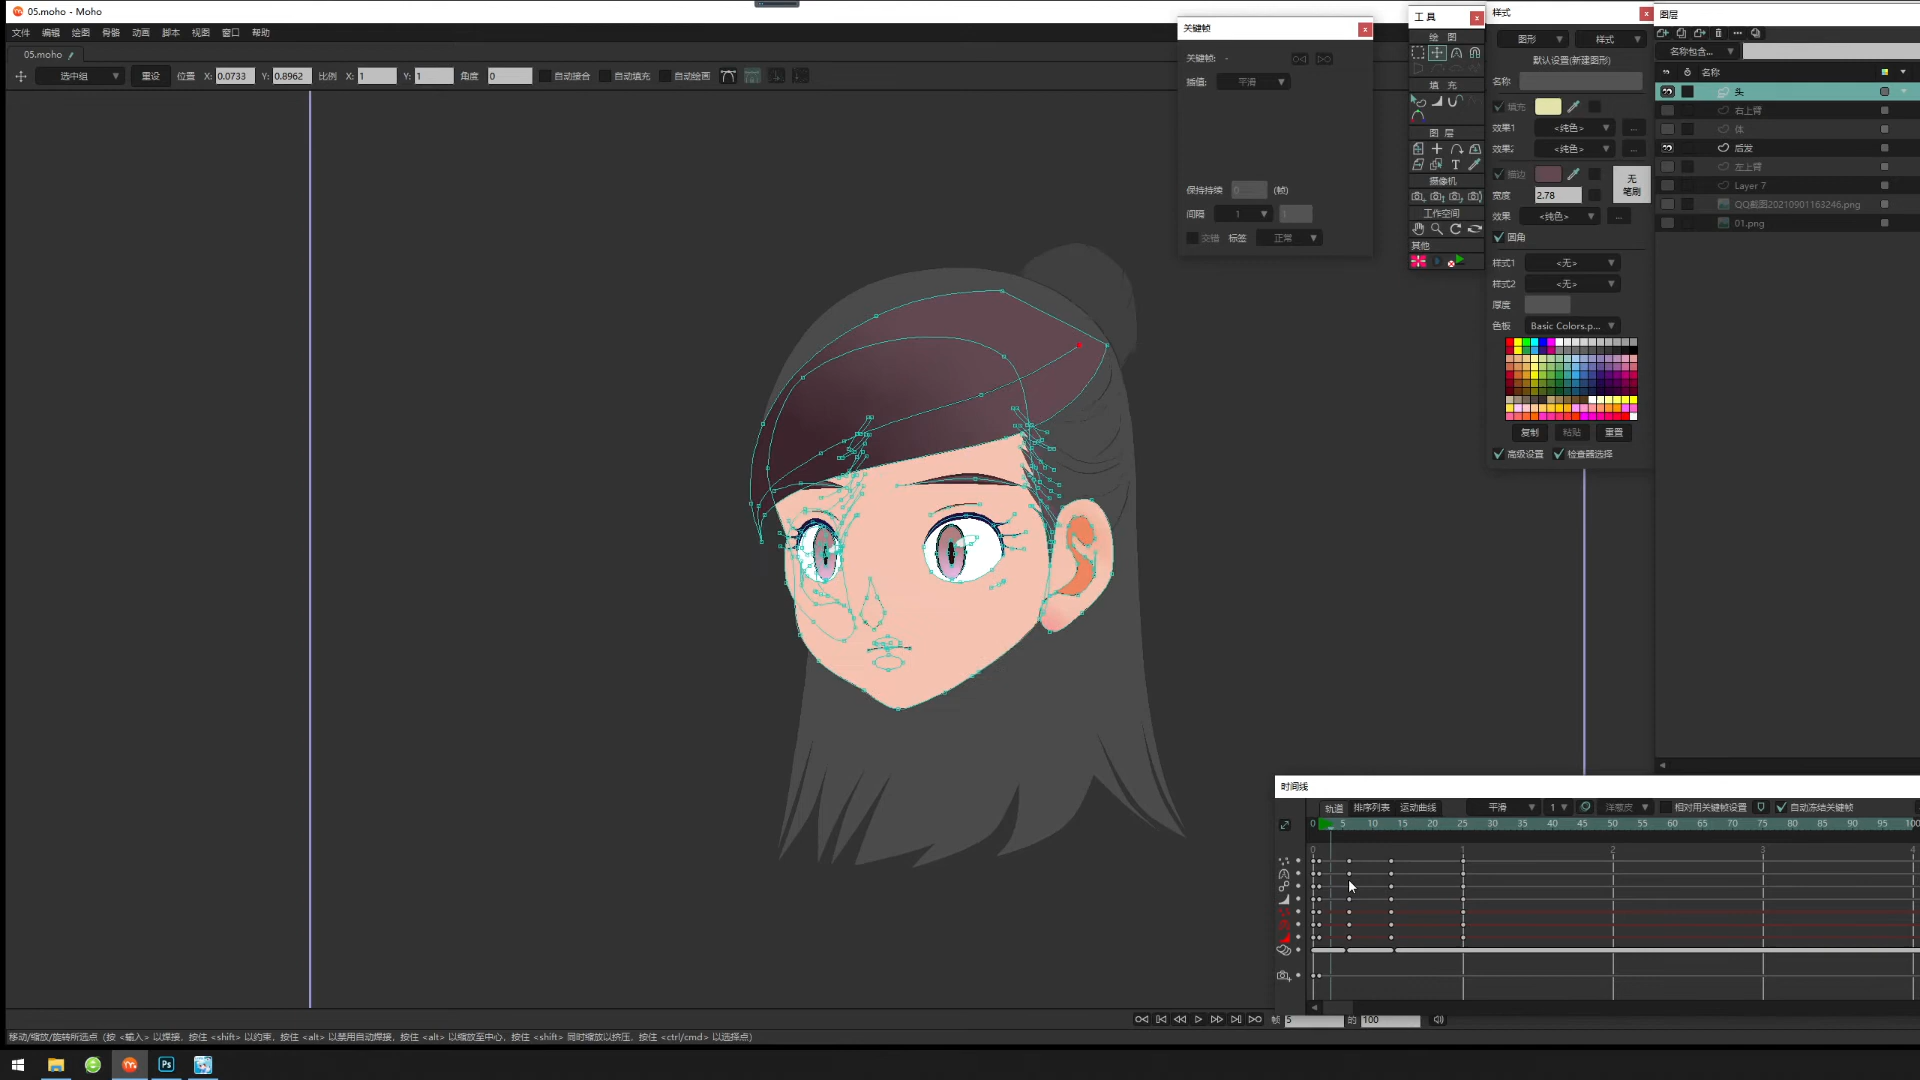 05.moho - Moho
文件 编辑 绘图 骨骼 动画 脚本 视图 窗口 帮助
05.moho
选中组 重设 位置 X: 0.0733 Y: 0.8962 比例 X: 1 Y: 1 角度 0 自动接合 自动填充 自动绘画
关键帧
关键帧: -
插值: 平滑
保持持续 0 (帧)
间隔 1 1
交错 标签 正常
工具
绘图
填充
图层
摄像机
工作空间
其他
样式
图形 样式
默认设置(新建图形)
名称
填充
效果1 <纯色> ...
效果2 <纯色> ...
描边
宽度 2.78
无
笔刷
效果 <纯色> ...
圆角
样式1 <无>
样式2 <无>
厚度
色板 Basic Colors.p...
复制 粘贴 重置
高级设置 检查器选择
图层
名称包含...
名称
头
右上臂
体
后发
左上臂
Layer 7
QQ截图20210901163246.png
01.png
时间线
轨道 排序列表 运动曲线 平滑 1 洋葱皮 相对用关键帧设置 自动冻结关键帧
0 5 10 15 20 25 30 35 40 45 50 55 60 65 70 75 80 85 90 95 100
0 1 2 3 4
帧 5 的 100
移动/缩放/旋转所选点 (按 <输入> 以焊接，按住 <shift> 以约束，按住 <alt> 以禁用自动焊接，按住 <alt> 以缩放至中心，按住 <shift> 同时缩放以挤压，按住 <ctrl/cmd> 以选择点)
Ps